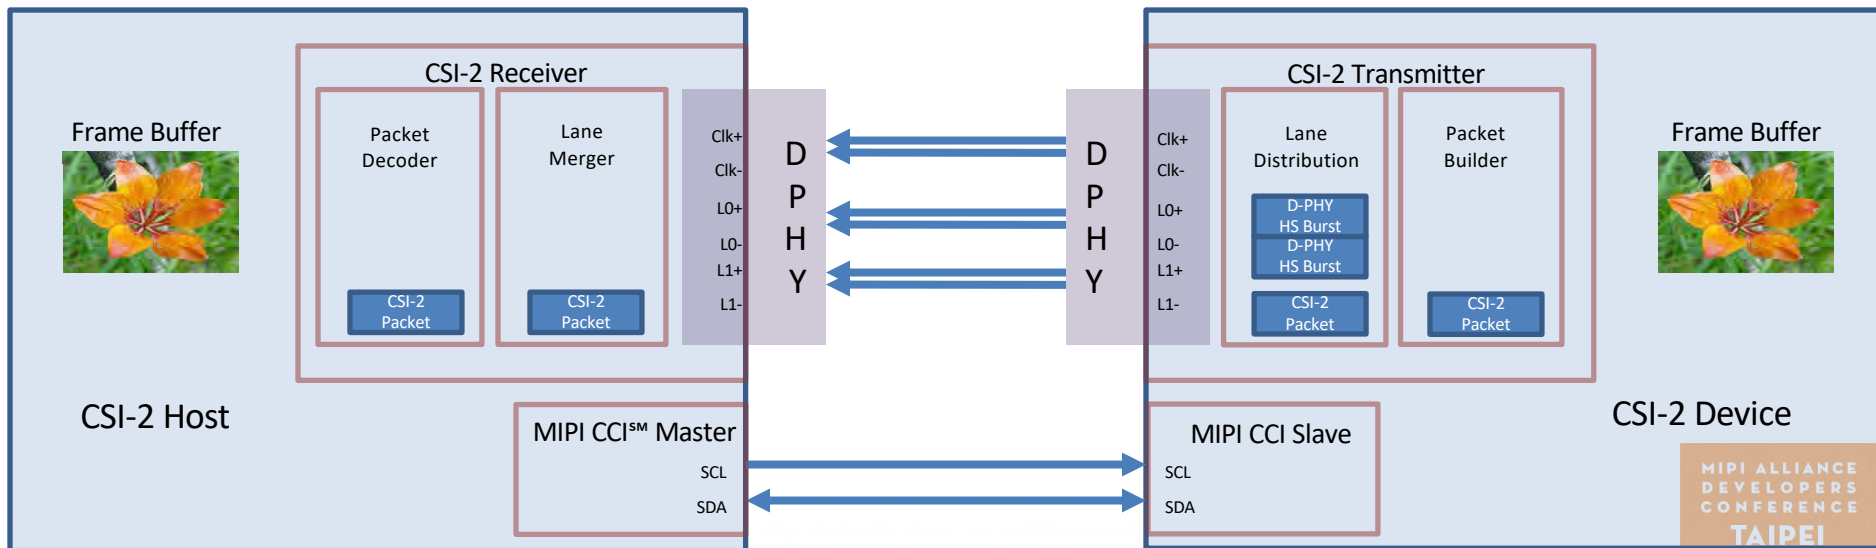 CSI-2 Receiver
Frame Buffer
Packet
Decoder
CSI-2
Packet
Lane
Merger
CSI-2
Packet
Clk+
Clk-
L0+
L0-
L1+
L1-
D
P
H
Y
CSI-2 Host
MIPI CCI℠ Master
SCL
SDA
CSI-2 Transmitter
D
P
H
Y
Clk+
Clk-
L0+
L0-
L1+
L1-
Lane
Distribution
D-PHY
HS Burst
D-PHY
HS Burst
CSI-2
Packet
Packet
Builder
CSI-2
Packet
Frame Buffer
CSI-2 Device
MIPI CCI Slave
SCL
SDA
MIPI ALLIANCE
DEVELOPERS
CONFERENCE
TAIPEI